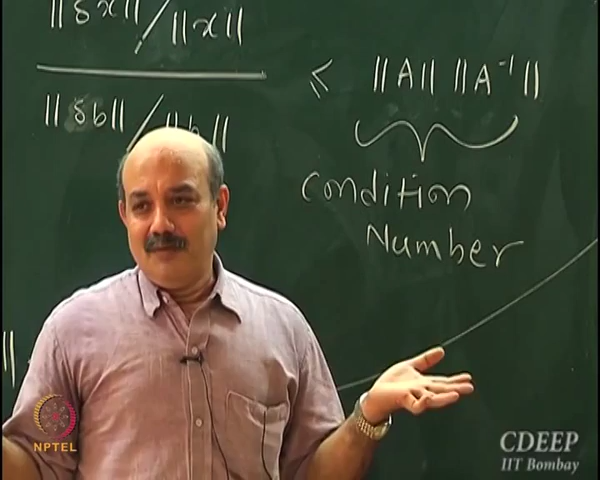 ||δx|| / ||x||
||δb|| / ||b|| ≤ ||A|| ||A⁻¹||
Condition
Number
NPTEL
CDEEP
IIT Bombay